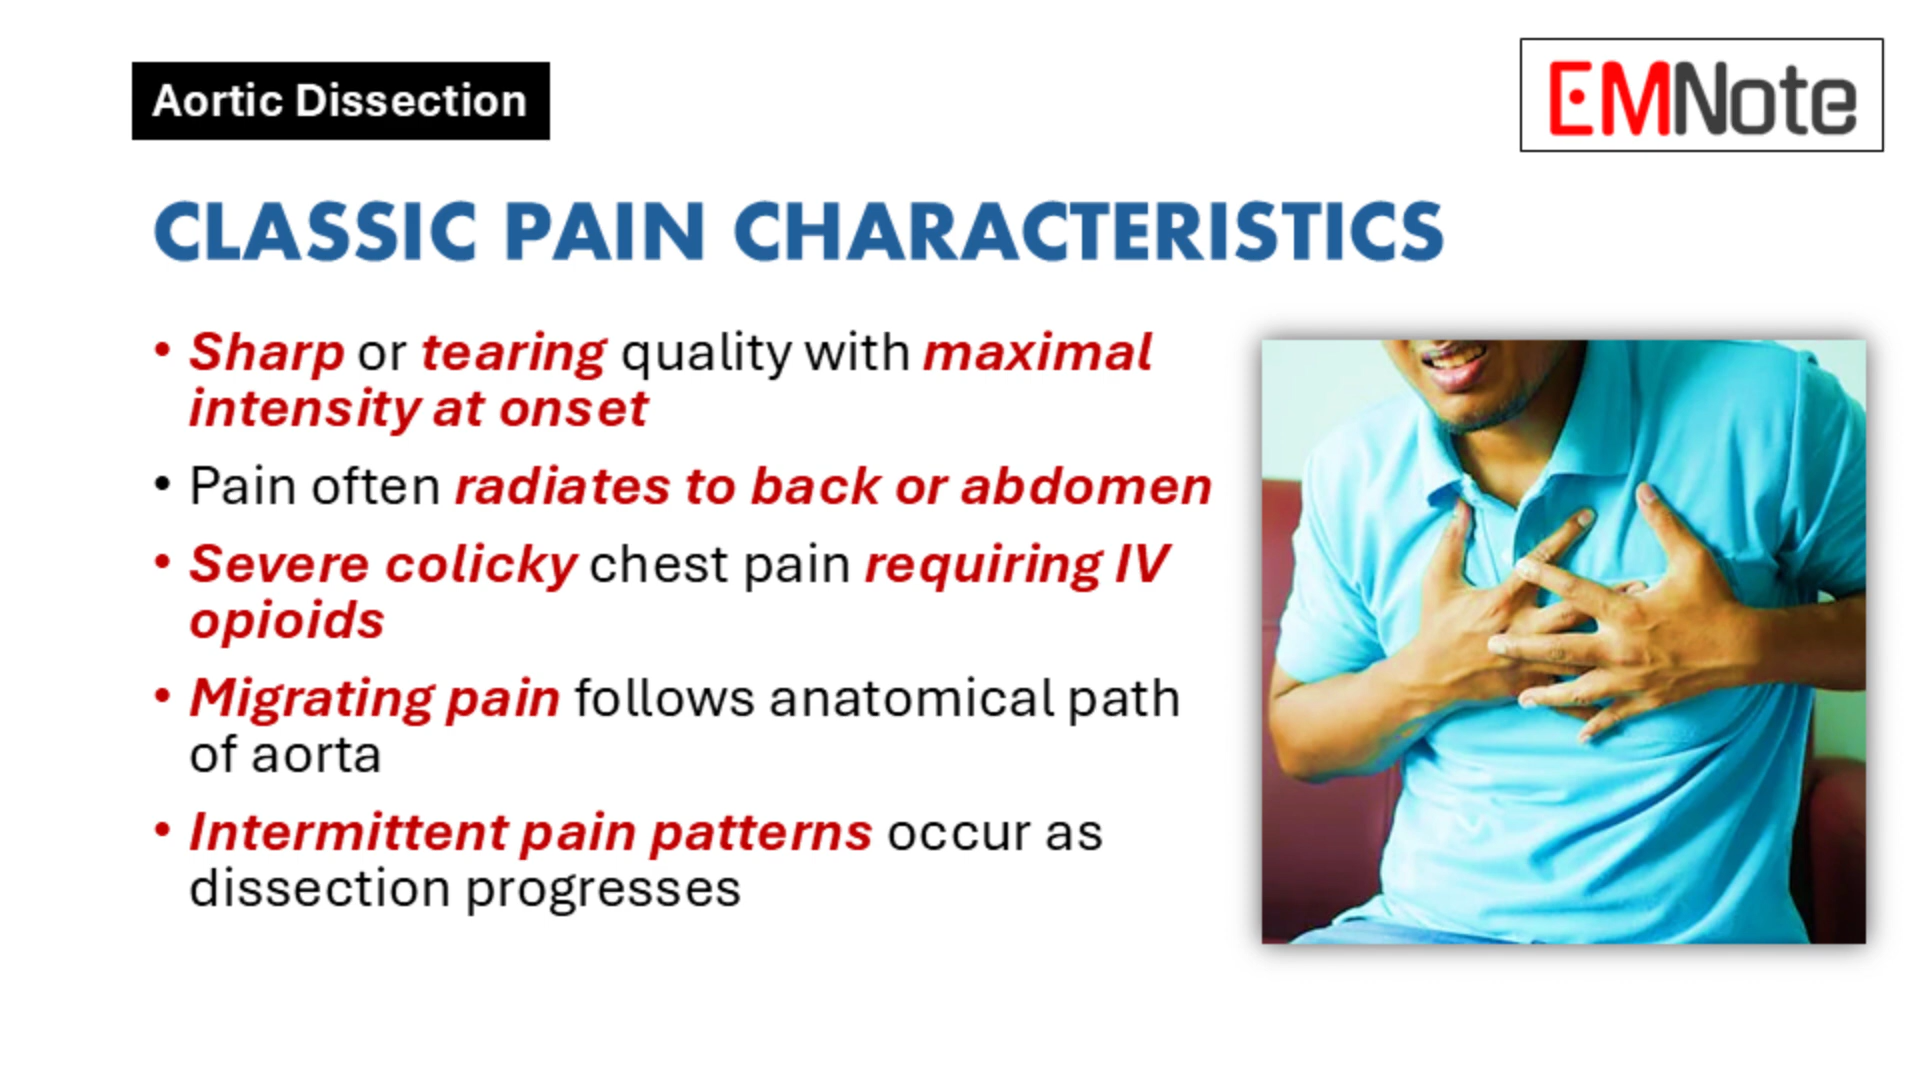 Aortic Dissection
EMNote
CLASSIC PAIN CHARACTERISTICS
• Sharp or tearing quality with maximal
intensity at onset
• Pain often radiates to back or abdomen
• Severe colicky chest pain requiring IV
opioids
• Migrating pain follows anatomical path
of aorta
• Intermittent pain patterns occur as
dissection progresses